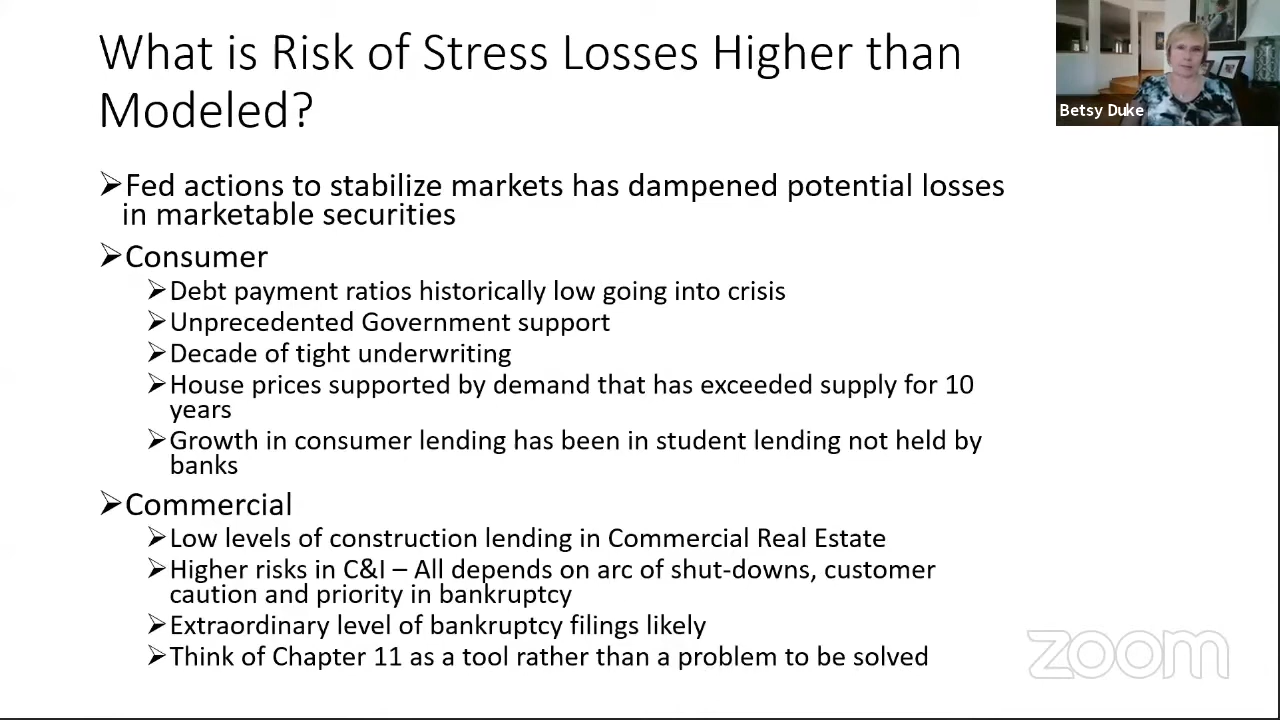 What is Risk of Stress Losses Higher than
Modeled?
Betsy Duke
➢Fed actions to stabilize markets has dampened potential losses
in marketable securities
➢Consumer
➢Debt payment ratios historically low going into crisis
➢Unprecedented Government support
➢Decade of tight underwriting
➢House prices supported by demand that has exceeded supply for 10
years
➢Growth in consumer lending has been in student lending not held by
banks
➢Commercial
➢Low levels of construction lending in Commercial Real Estate
➢Higher risks in C&I – All depends on arc of shut-downs, customer
caution and priority in bankruptcy
➢Extraordinary level of bankruptcy filings likely
➢Think of Chapter 11 as a tool rather than a problem to be solved
zoom